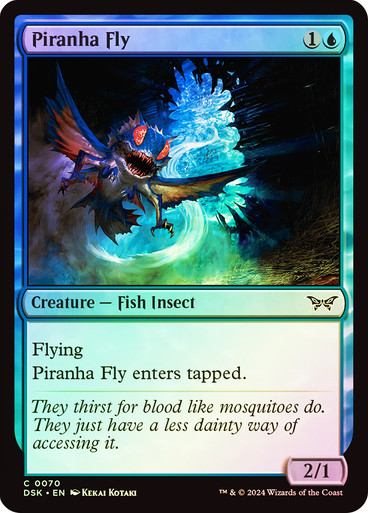 Piranha Fly 1
Creature — Fish Insect
Flying
Piranha Fly enters tapped.
They thirst for blood like mosquitoes do.
They just have a less dainty way of
accessing it.
2/1
C 0070
DSK • EN Kekai Kotaki ™ & © 2024 Wizards of the Coast